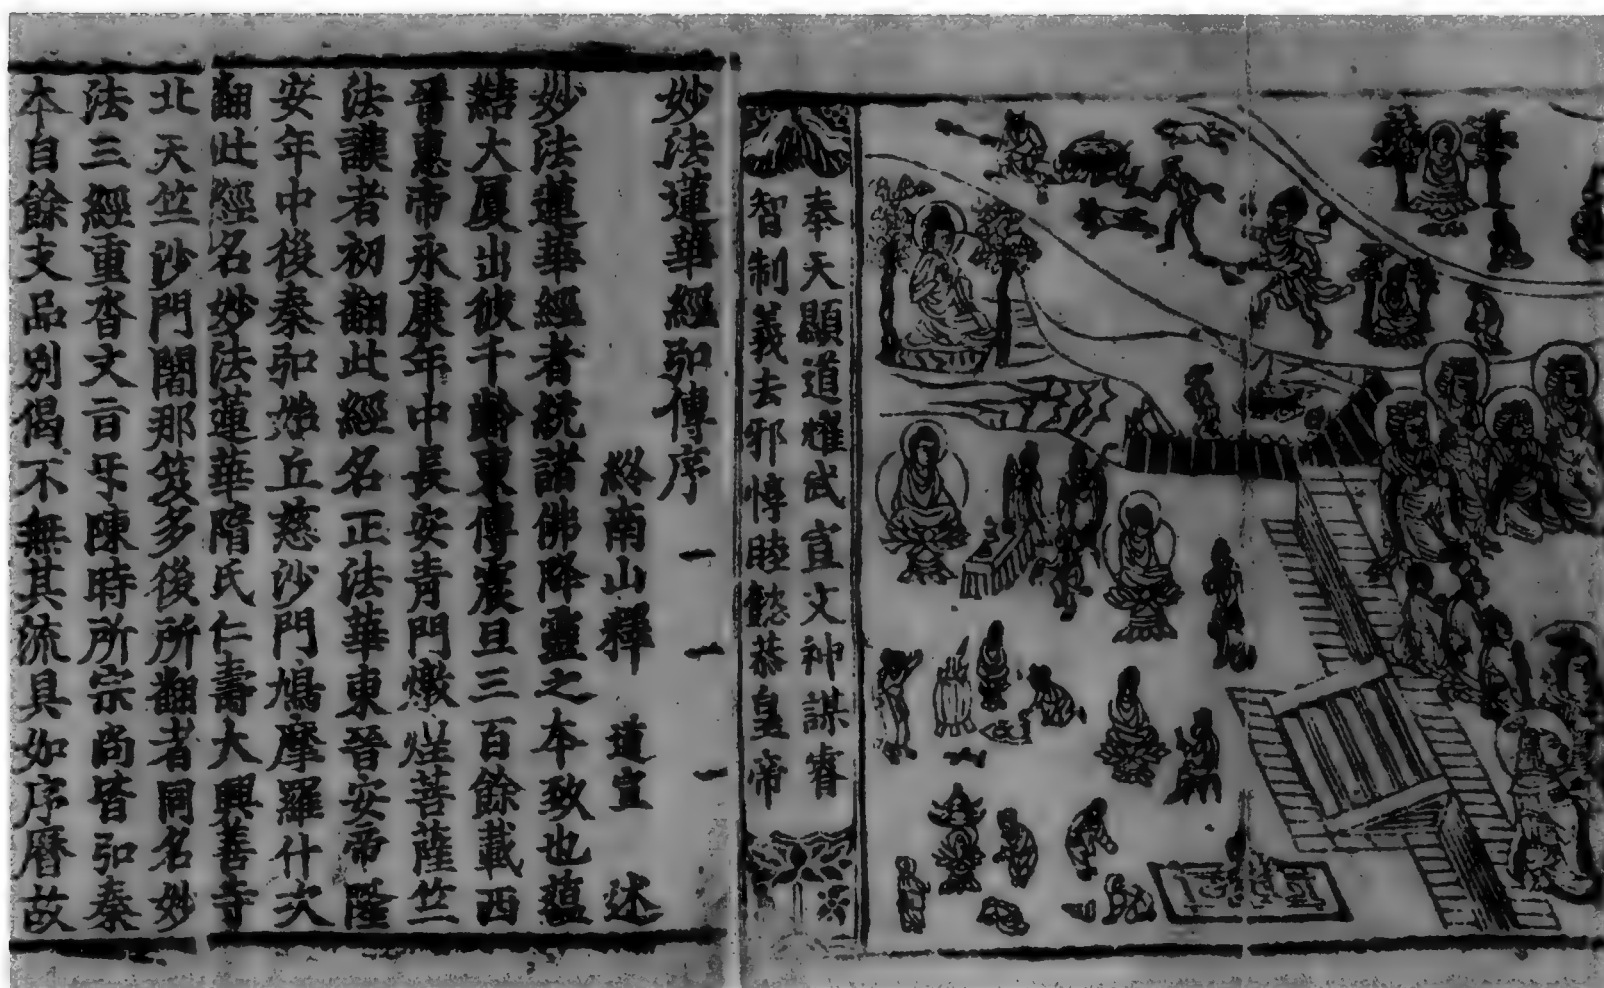 奉天顯道耀武宣文神謀睿
智制義去邪惇睦懿恭皇帝
妙法蓮華經弘傳序
終南山釋 道宣 述
妙法蓮華經者統諸佛降靈之本致也蘊
結大厦出彼千齡東傳震旦三百餘載西
晉惠帝永康年中長安青門燉煌菩薩竺
法護者初翻此經名正法華東晉安帝隆
安年中後秦弘始丘慈沙門鳩摩羅什次
翻此經名妙法蓮華隋氏仁壽大興善寺
北天竺沙門闍那笈多後所翻者同名妙
法三經重沓文旨互陳時所宗尚皆弘秦
本自餘支品別偈不無其流具如序曆故